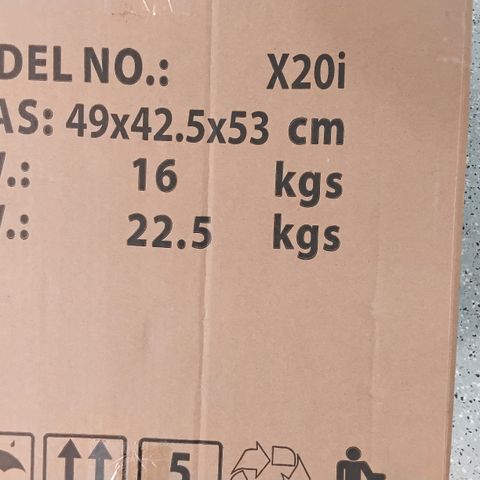 DEL NO.: X20i
AS: 49x42.5x53 cm
.: 16 kgs
.: 22.5 kgs
5